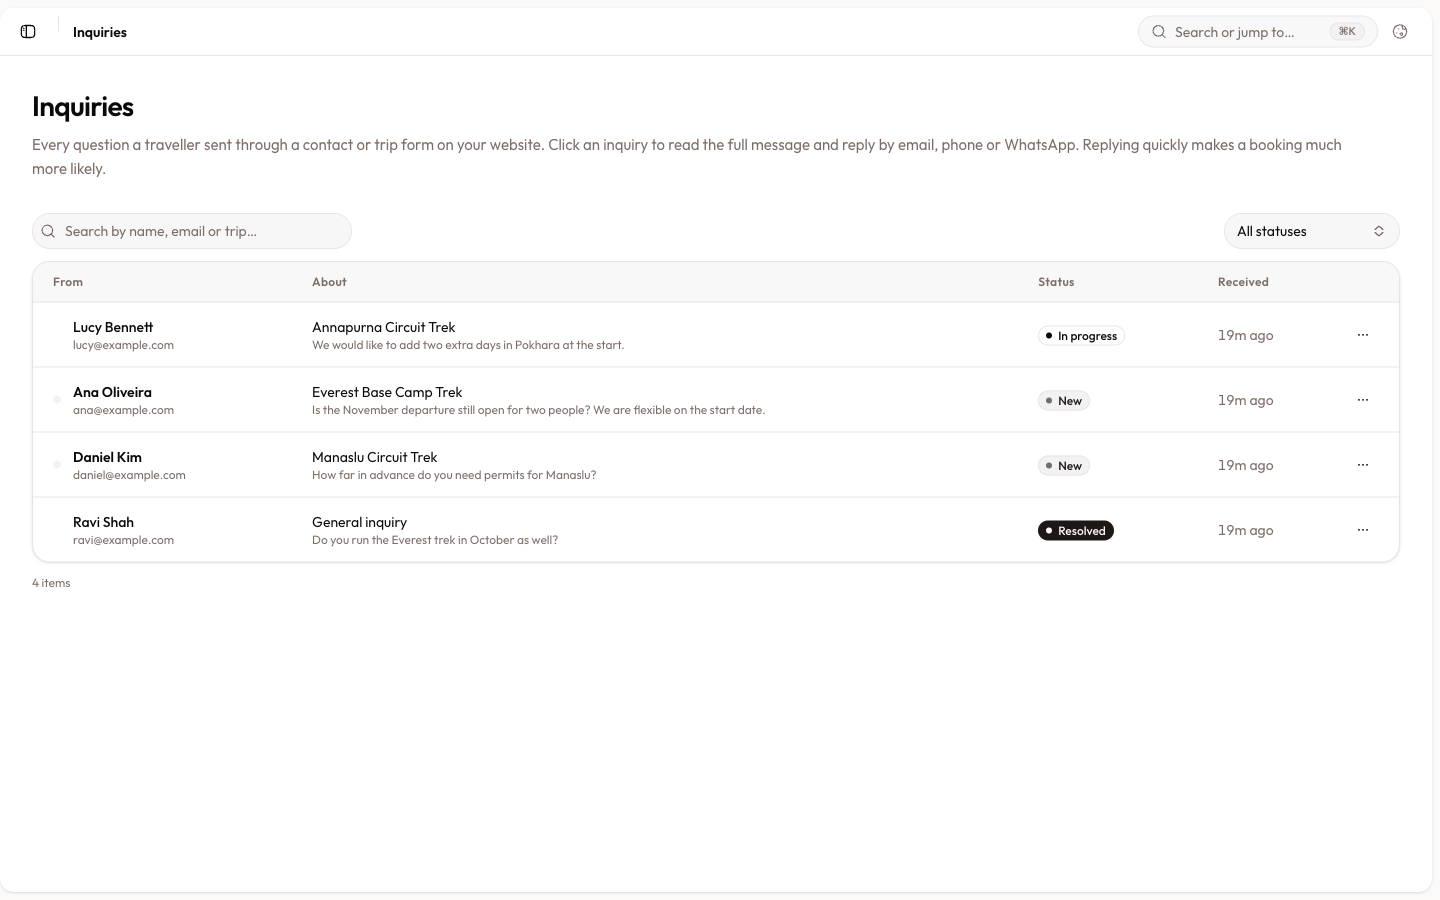 Inquiries
Search or jump to...
⌘K
Inquiries
Every question a traveller sent through a contact or trip form on your website. Click an inquiry to read the full message and reply by email, phone or WhatsApp. Replying quickly makes a booking much
more likely.
Search by name, email or trip...
All statuses
From About Status Received
Lucy Bennett Annapurna Circuit Trek
lucy@example.com We would like to add two extra days in Pokhara at the start.
In progress 19m ago
Ana Oliveira Everest Base Camp Trek
ana@example.com Is the November departure still open for two people? We are flexible on the start date.
New 19m ago
Daniel Kim Manaslu Circuit Trek
daniel@example.com How far in advance do you need permits for Manaslu?
New 19m ago
Ravi Shah General inquiry
ravi@example.com Do you run the Everest trek in October as well?
Resolved 19m ago
4 items